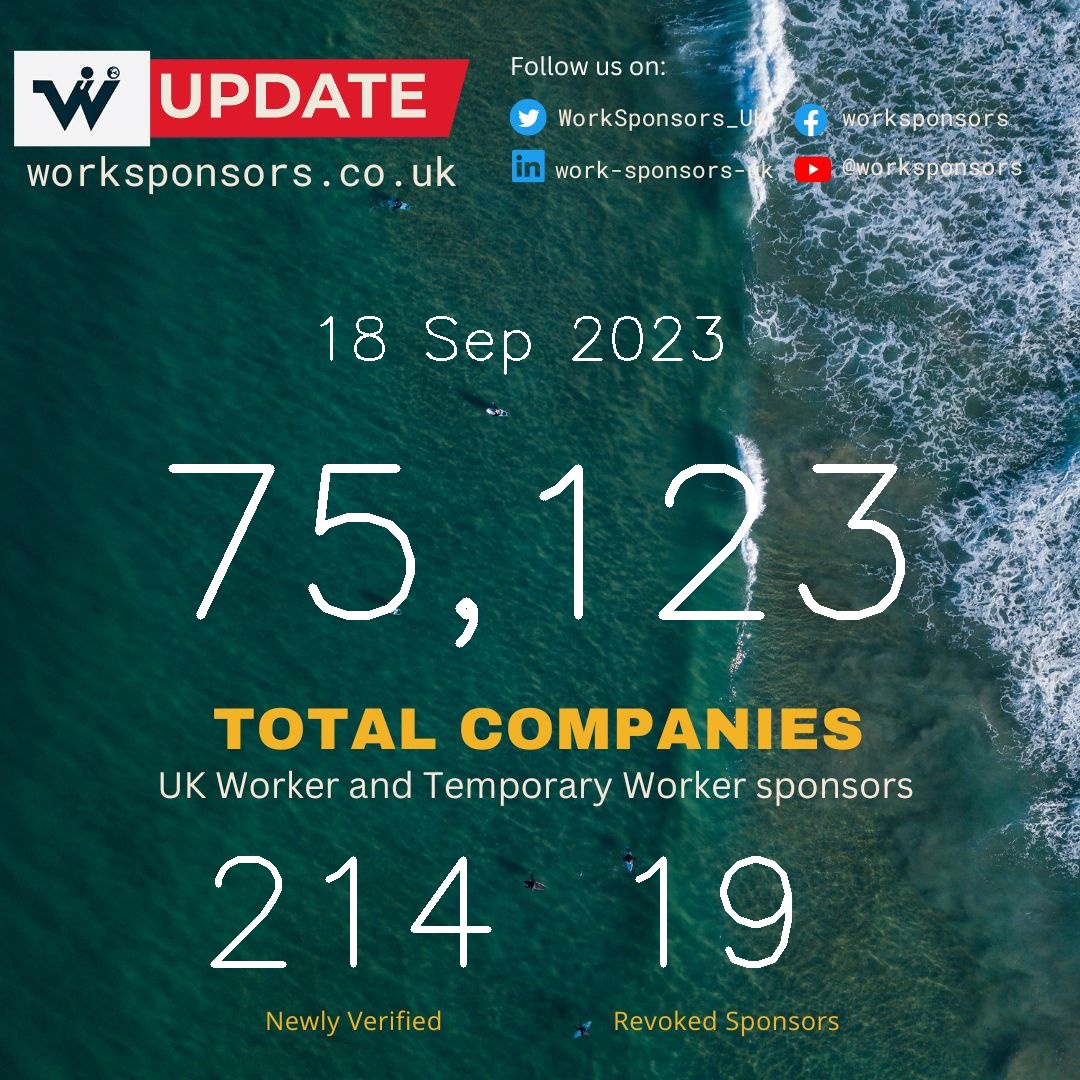 UPDATE
worksponsors.co.uk
Follow us on:
WorkSponsors_UK
worksponsors
work-sponsors-uk
@worksponsors
18 Sep 2023
75,123
TOTAL COMPANIES
UK Worker and Temporary Worker sponsors
214 19
Newly Verified
Revoked Sponsors